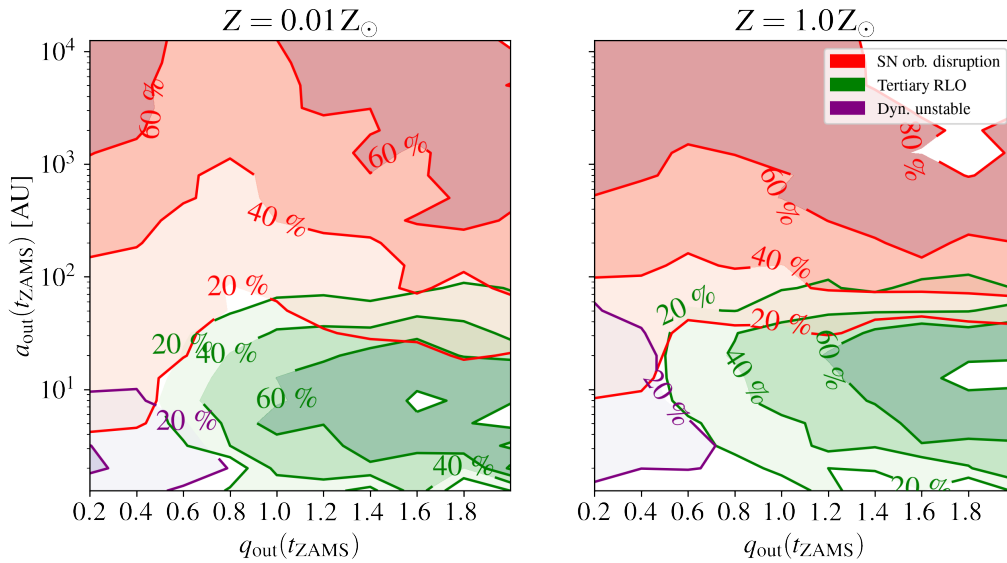 Z = 0.01 Z⊙
Z = 1.0 Z⊙
a_out(t_ZAMS) [AU]
10^4
10^3
10^2
10^1
60 %
60 %
40 %
20 %
20 %
40 %
60 %
20 %
40 %
0.2 0.4 0.6 0.8 1.0 1.2 1.4 1.6 1.8
q_out(t_ZAMS)
SN orb. disruption
Tertiary RLO
Dyn. unstable
80 %
60 %
40 %
20 %
20 %
60 %
40 %
20 %
20 %
0.2 0.4 0.6 0.8 1.0 1.2 1.4 1.6 1.8
q_out(t_ZAMS)